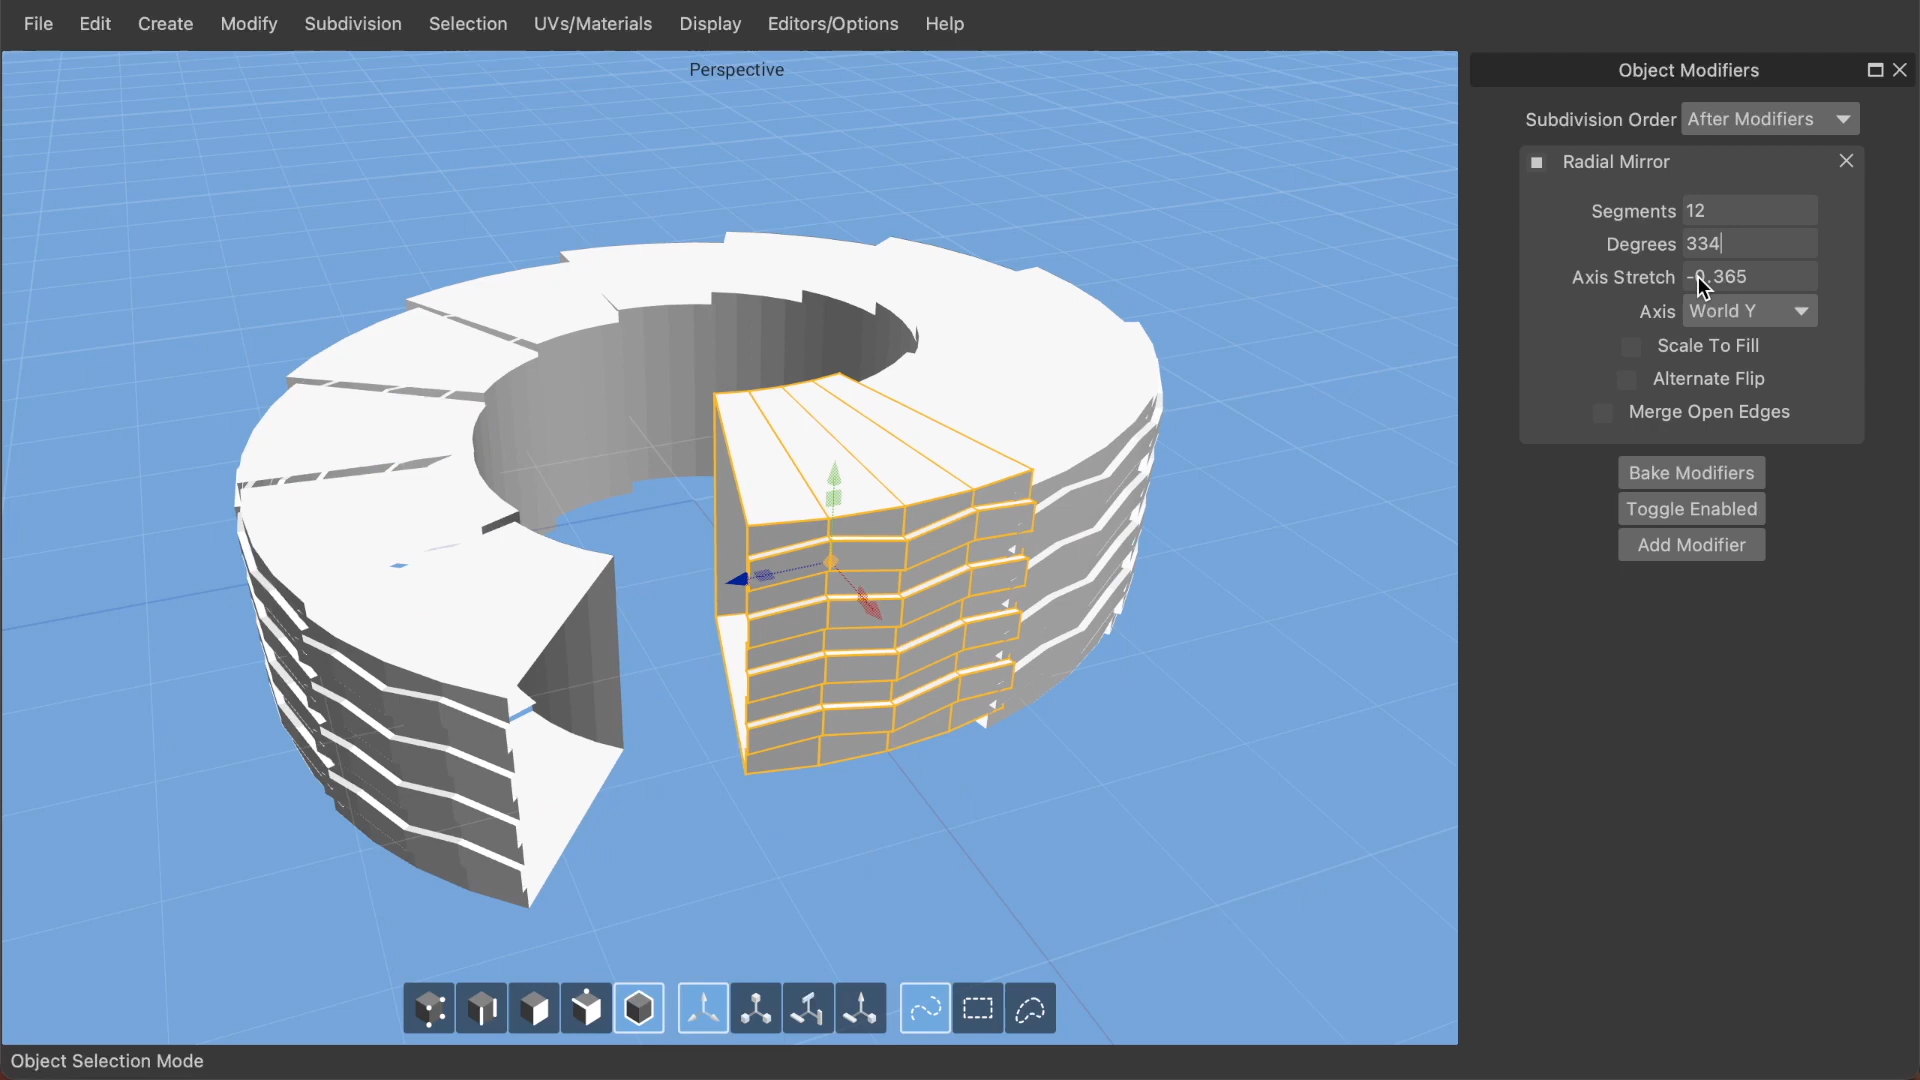 File Edit Create Modify Subdivision Selection UVs/Materials Display Editors/Options Help
Perspective
Object Modifiers
Subdivision Order After Modifiers
Radial Mirror
Segments 12
Degrees 334
Axis Stretch -0.365
Axis World Y
Scale To Fill
Alternate Flip
Merge Open Edges
Bake Modifiers
Toggle Enabled
Add Modifier
Object Selection Mode